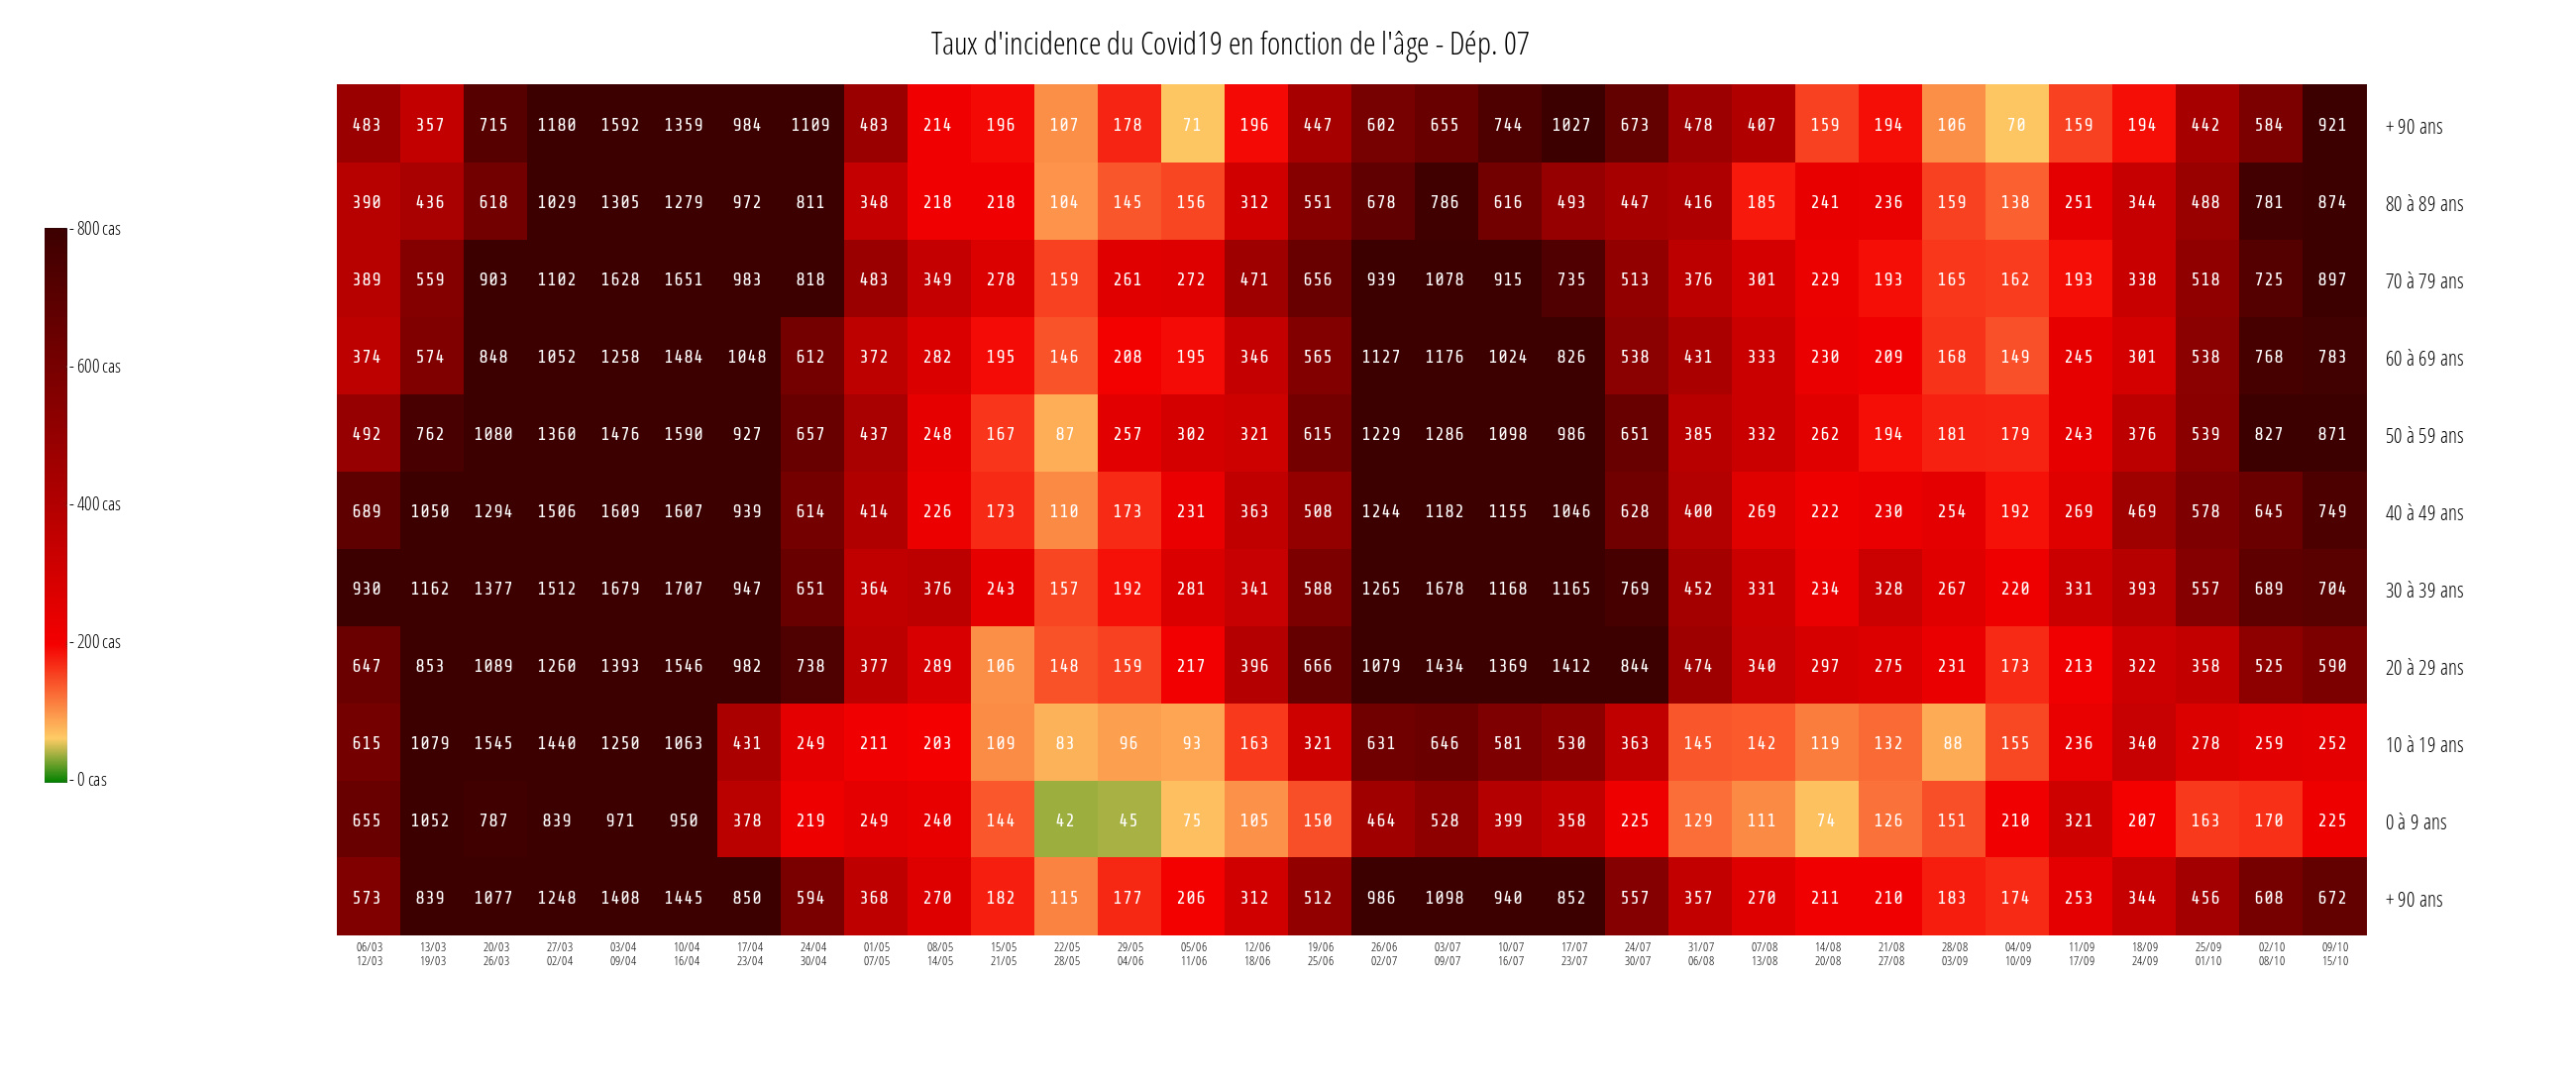 Taux d'incidence du Covid19 en fonction de l'âge - Dép. 07
- 800 cas
- 600 cas
- 400 cas
- 200 cas
- 0 cas
483 357 715 1180 1592 1359 984 1109 483 214 196 107 178 71 196 447 602 655 744 1027 673 478 407 159 194 106 70 159 194 442 584 921 + 90 ans
390 436 618 1029 1305 1279 972 811 348 218 218 104 145 156 312 551 678 786 616 493 447 416 185 241 236 159 138 251 344 488 781 874 80 à 89 ans
389 559 903 1102 1628 1651 983 818 483 349 278 159 261 272 471 656 939 1078 915 735 513 376 301 229 193 165 162 193 338 518 725 897 70 à 79 ans
374 574 848 1052 1258 1484 1048 612 372 282 195 146 208 195 346 565 1127 1176 1024 826 538 431 333 230 209 168 149 245 301 538 768 783 60 à 69 ans
492 762 1080 1360 1476 1590 927 657 437 248 167 87 257 302 321 615 1229 1286 1098 986 651 385 332 262 194 181 179 243 376 539 827 871 50 à 59 ans
689 1050 1294 1506 1609 1607 939 614 414 226 173 110 173 231 363 508 1244 1182 1155 1046 628 400 269 222 230 254 192 269 469 578 645 749 40 à 49 ans
930 1162 1377 1512 1679 1707 947 651 364 376 243 157 192 281 341 588 1265 1678 1168 1165 769 452 331 234 328 267 220 331 393 557 689 704 30 à 39 ans
647 853 1089 1260 1393 1546 982 738 377 289 106 148 159 217 396 666 1079 1434 1369 1412 844 474 340 297 275 231 173 213 322 358 525 590 20 à 29 ans
615 1079 1545 1440 1250 1063 431 249 211 203 109 83 96 93 163 321 631 646 581 530 363 145 142 119 132 88 155 236 340 278 259 252 10 à 19 ans
655 1052 787 839 971 950 378 219 249 240 144 42 45 75 105 150 464 528 399 358 225 129 111 74 126 151 210 321 207 163 170 225 0 à 9 ans
573 839 1077 1248 1408 1445 850 594 368 270 182 115 177 206 312 512 986 1098 940 852 557 357 270 211 210 183 174 253 344 456 608 672 + 90 ans
06/03 13/03 20/03 27/03 03/04 10/04 17/04 24/04 01/05 08/05 15/05 22/05 29/05 05/06 12/06 19/06 26/06 03/07 10/07 17/07 24/07 31/07 07/08 14/08 21/08 28/08 04/09 11/09 18/09 25/09 02/10 09/10
12/03 19/03 26/03 02/04 09/04 16/04 23/04 30/04 07/05 14/05 21/05 28/05 04/06 11/06 18/06 25/06 02/07 09/07 16/07 23/07 30/07 06/08 13/08 20/08 27/08 03/09 10/09 17/09 24/09 01/10 08/10 15/10